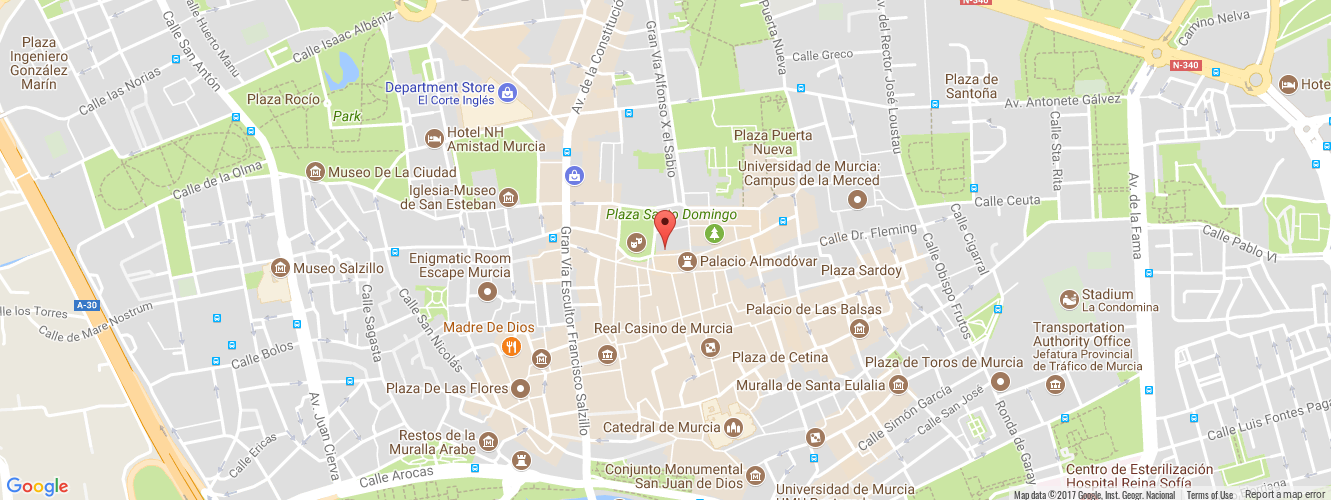 Plaza
Ingeniero
González
Marín
Calle San Antón
Calle Huerto Manu
Calle Isaac Albéniz
Calle las Norias
Plaza Rocío
Park
Department Store
El Corte Inglés
Av. de la Constitució
Gran Vía Alfonso X el Sabio
Puerta Nueva
Calle Greco
Av. del Rector José Loustau
N-340
Camino Nelva
N-340
Plaza de
Santoña
Av. Antonete Gálvez
Hote
Hotel NH
Amistad Murcia
Plaza Puerta
Nueva
Calle Sta. Rita
Museo De La Ciudad
Calle de la Olma
Iglesia-Museo
de San Esteban
Universidad de Murcia:
Campus de la Merced
Av. de la Fama
Calle Ceuta
Plaza Santo Domingo
Calle Dr. Fleming
Calle Cigarral
Calle Obispo Frutos
Calle Pablo VI
Museo Salzillo
Enigmatic Room
Escape Murcia
Gran Vía Escultor Francisco Salzillo
Palacio Almodóvar
Plaza Sardoy
A-30
lle los Torres
Calle de Mare Nostrum
Calle Sagasta
Calle San Nicolás
Stadium
La Condomina
Palacio de Las Balsas
Madre De Dios
Real Casino de Murcia
Transportation
Authority Office
Jefatura Provincial
de Tráfico de Murcia
Calle Bolos
Plaza de Cetina
Plaza de Toros de Murcia
Plaza De Las Flores
Muralla de Santa Eulalia
Av. Juan Cierva
Calle Simón García
Calle San José
Ronda de Garay
Calle Luis Fontes Paga
Calle Ericas
Restos de la
Muralla Arabe
Catedral de Murcia
Calle Arocas
Conjunto Monumental
San Juan de Dios
Centro de Esterilización
Hospital Reina Sofía
Universidad de Murcia
Google
Map data ©2017 Google, Inst. Geogr. Nacional
Terms of Use
Report a map error